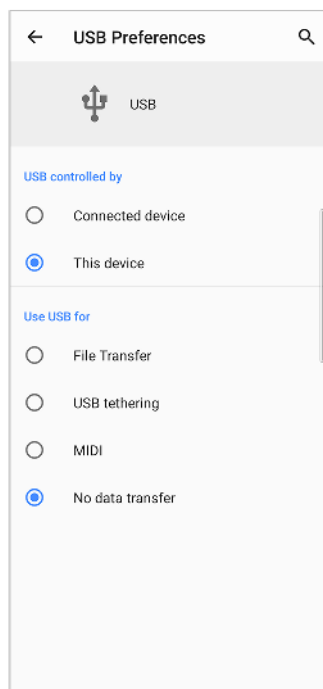 USB Preferences
USB
USB controlled by
Connected device
This device
Use USB for
File Transfer
USB tethering
MIDI
No data transfer